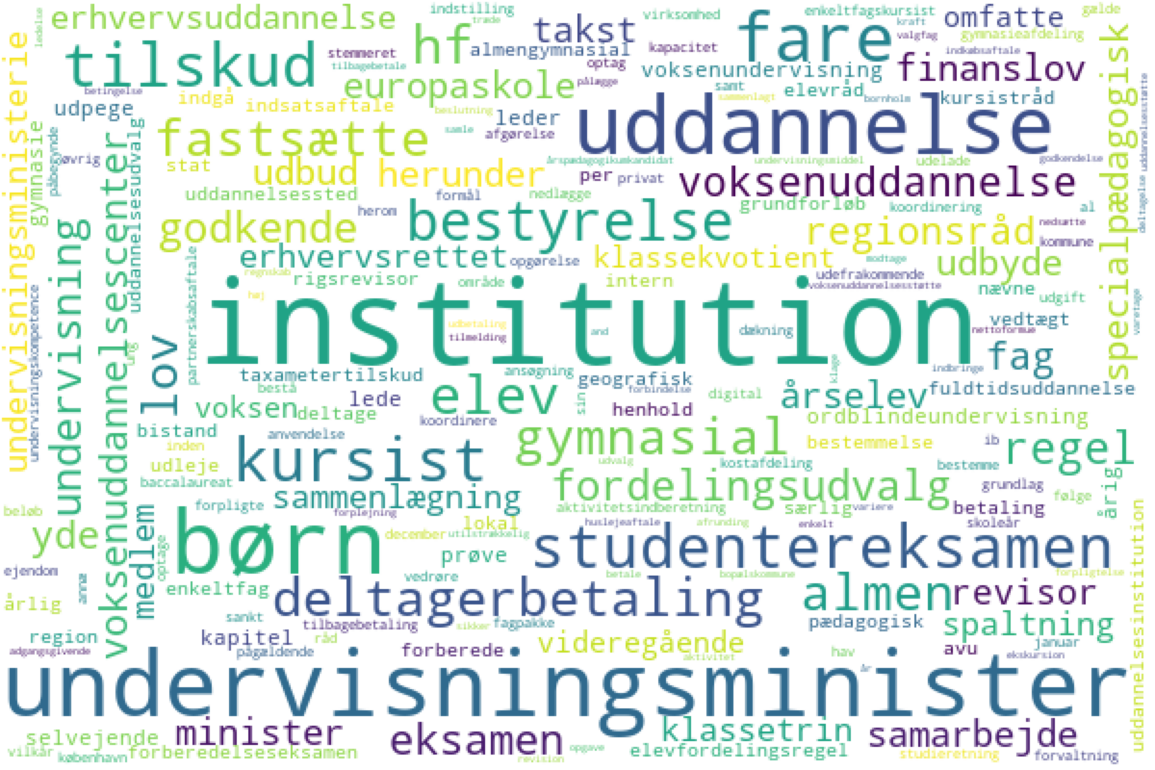 erhvervsuddannelse
indstilling
træde
hf
takst
virksomhed
fare
enkeltfagskursist
kraft
valgfag
omfatte
gælde
gymnasieafdeling
ledelse
tilskud
stemmeret
tilbagebetale
almengymnasial
optag
kapacitet
voksenundervisning
finanslov
indkøbsaftale
undervisningsministerie
betingelse
europaskole
pålægge
samt
elevråd
udpege
indgå
indsatsaftale
beslutning
leder
sammenlagt
bornholm
kursistråd
specialpædagogisk
uddannelsesstøtte
gymnasie
påbegynde
øvrig
uddannelsesudvalg
fastsætte
samle
afgørelse
uddannelse
stat
udbud
herunder
årspædagogikumkandidat
per
privat
undervisningsmiddel
udelade
godkendelse
uddannelsessted
formål
nedlægge
voksenuddannelse
grundforløb
koordinering
al
deltagelse
godkende
herom
bestyrelse
regionsråd
nedsætte
kommune
undervisning
voksenuddannelsescenter
partnerskabsaftale
erhvervsrettet
opgørelse
klassekvotient
modtage
udbyde
regnskab
rigsrevisor
område
intern
udefrakommende
voksenuddannelsesstøtte
nævne
udgift
høj
institution
undervisningskompetence
udbetaling
tilmelding
and
dækning
nettoformue
vedtægt
varetage
lov
ung
fag
taxametertilskud
ansøgning
geografisk
klage
indbringe
bestå
lede
elev
sin
forbindelse
digital
årselev
fuldtidsuddannelse
voksen
deltage
koordinere
henhold
ordblindeundervisning
bistand
anvendelse
gymnasial
bestemmelse
ib
regel
inden
udleje
kursist
udvalg
kostafdeling
bestemme
baccalaureat
sammenlægning
fordelingsudvalg
grundlag
årig
følge
beløb
forpligte
forplejning
aktivitetsindberetning
særlig
variere
betaling
yde
medlem
børn
lokal
huslejeaftale
afrunding
enkelt
skoleår
december
utilstrækkelig
studentereksamen
optage
prøve
ejendom
anna
enkeltfag
vedrøre
betale
bopælskommune
forpligtelse
uddannelsesinstitution
årlig
deltagerbetaling
almen
revisor
sankt
tilbagebetaling
fagpakke
pædagogisk
spaltning
region
kapitel
råd
sikker
videregående
januar
adgangsgivende
pågældende
forberede
aktivitet
hav
avu
ekskursion
år
undervisningsminister
selvejende
minister
eksamen
klassetrin
samarbejde
vilkår
københavn
forberedelseseksamen
opgave
revision
elevfordelingsregel
studieretning
forvaltning